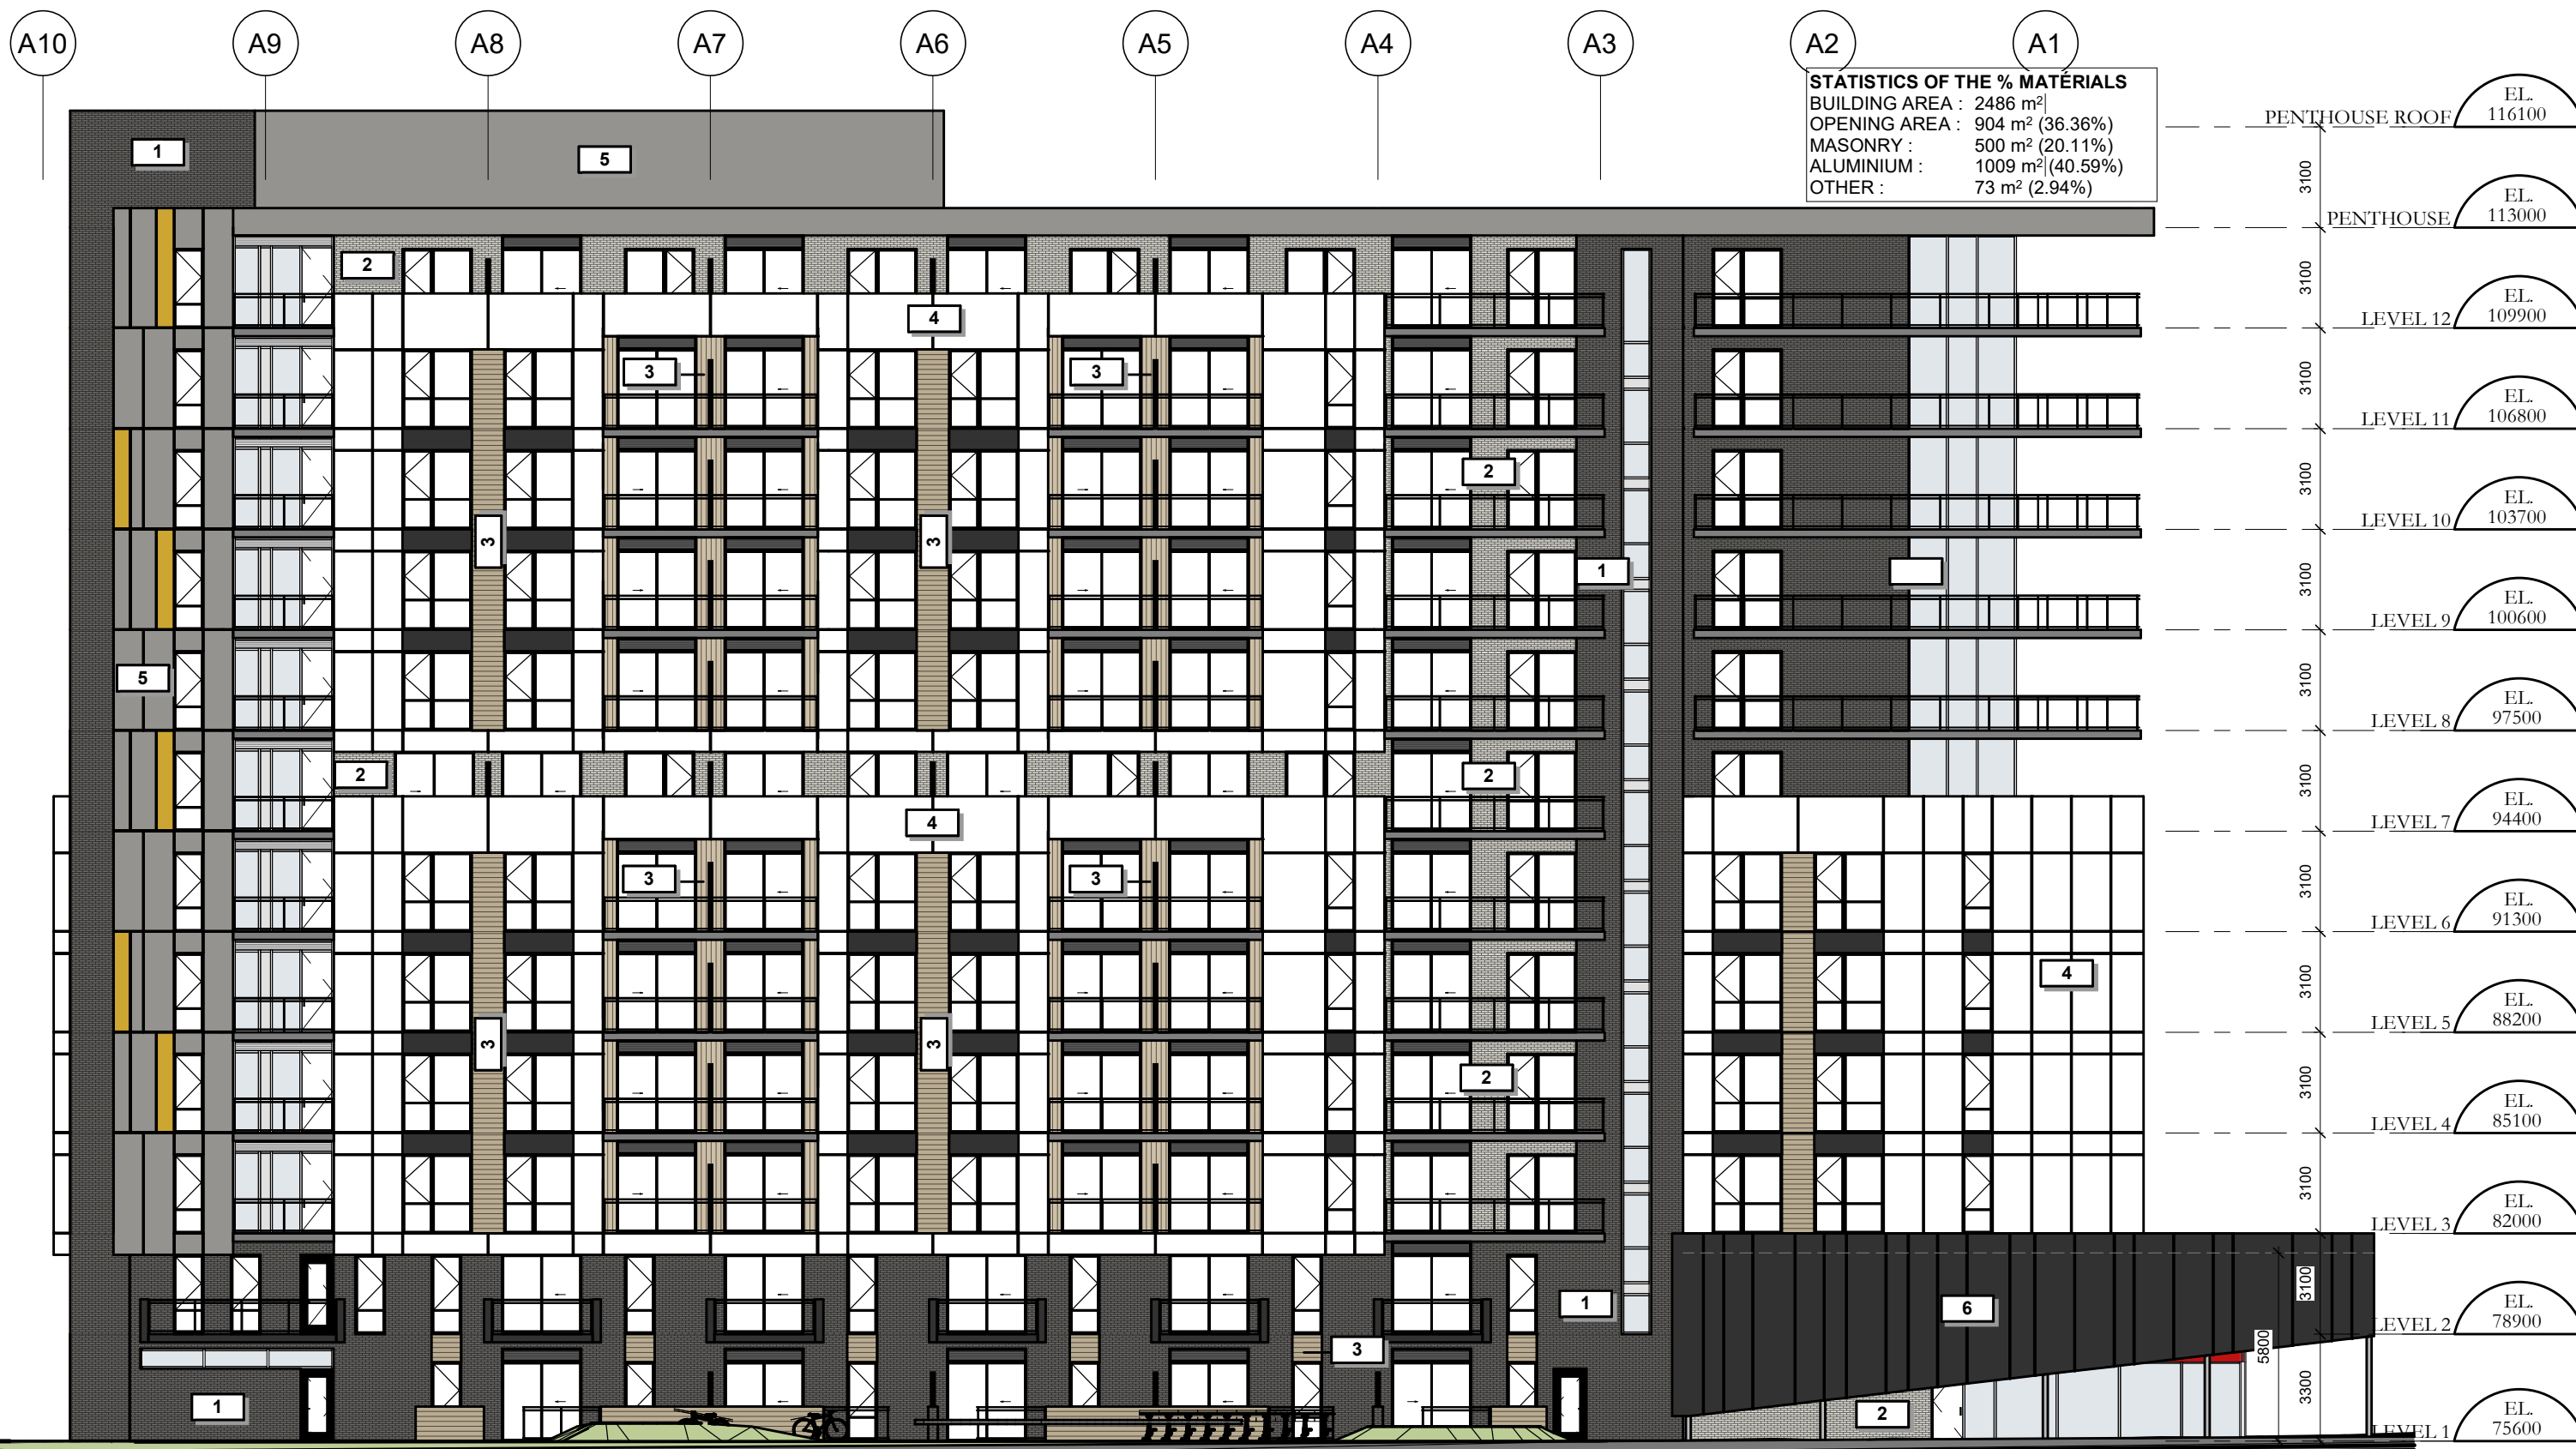 A10 A9 A8 A7 A6 A5 A4 A3 A2 A1
STATISTICS OF THE % MATÉRIALS
BUILDING AREA : 2486 m²
OPENING AREA : 904 m² (36.36%)
MASONRY : 500 m² (20.11%)
ALUMINIUM : 1009 m² (40.59%)
OTHER : 73 m² (2.94%)
PENTHOUSE ROOF EL. 116100
3100
PENTHOUSE EL. 113000
3100
LEVEL 12 EL. 109900
3100
LEVEL 11 EL. 106800
3100
LEVEL 10 EL. 103700
3100
LEVEL 9 EL. 100600
3100
LEVEL 8 EL. 97500
3100
LEVEL 7 EL. 94400
3100
LEVEL 6 EL. 91300
3100
LEVEL 5 EL. 88200
3100
LEVEL 4 EL. 85100
3100
LEVEL 3 EL. 82000
3100
LEVEL 2 EL. 78900
5800
3300
LEVEL 1 EL. 75600
1
5
2
4
3
3
2
3
3
1
5
2
2
4
3
3
4
3
3
2
1
6
3
1
2